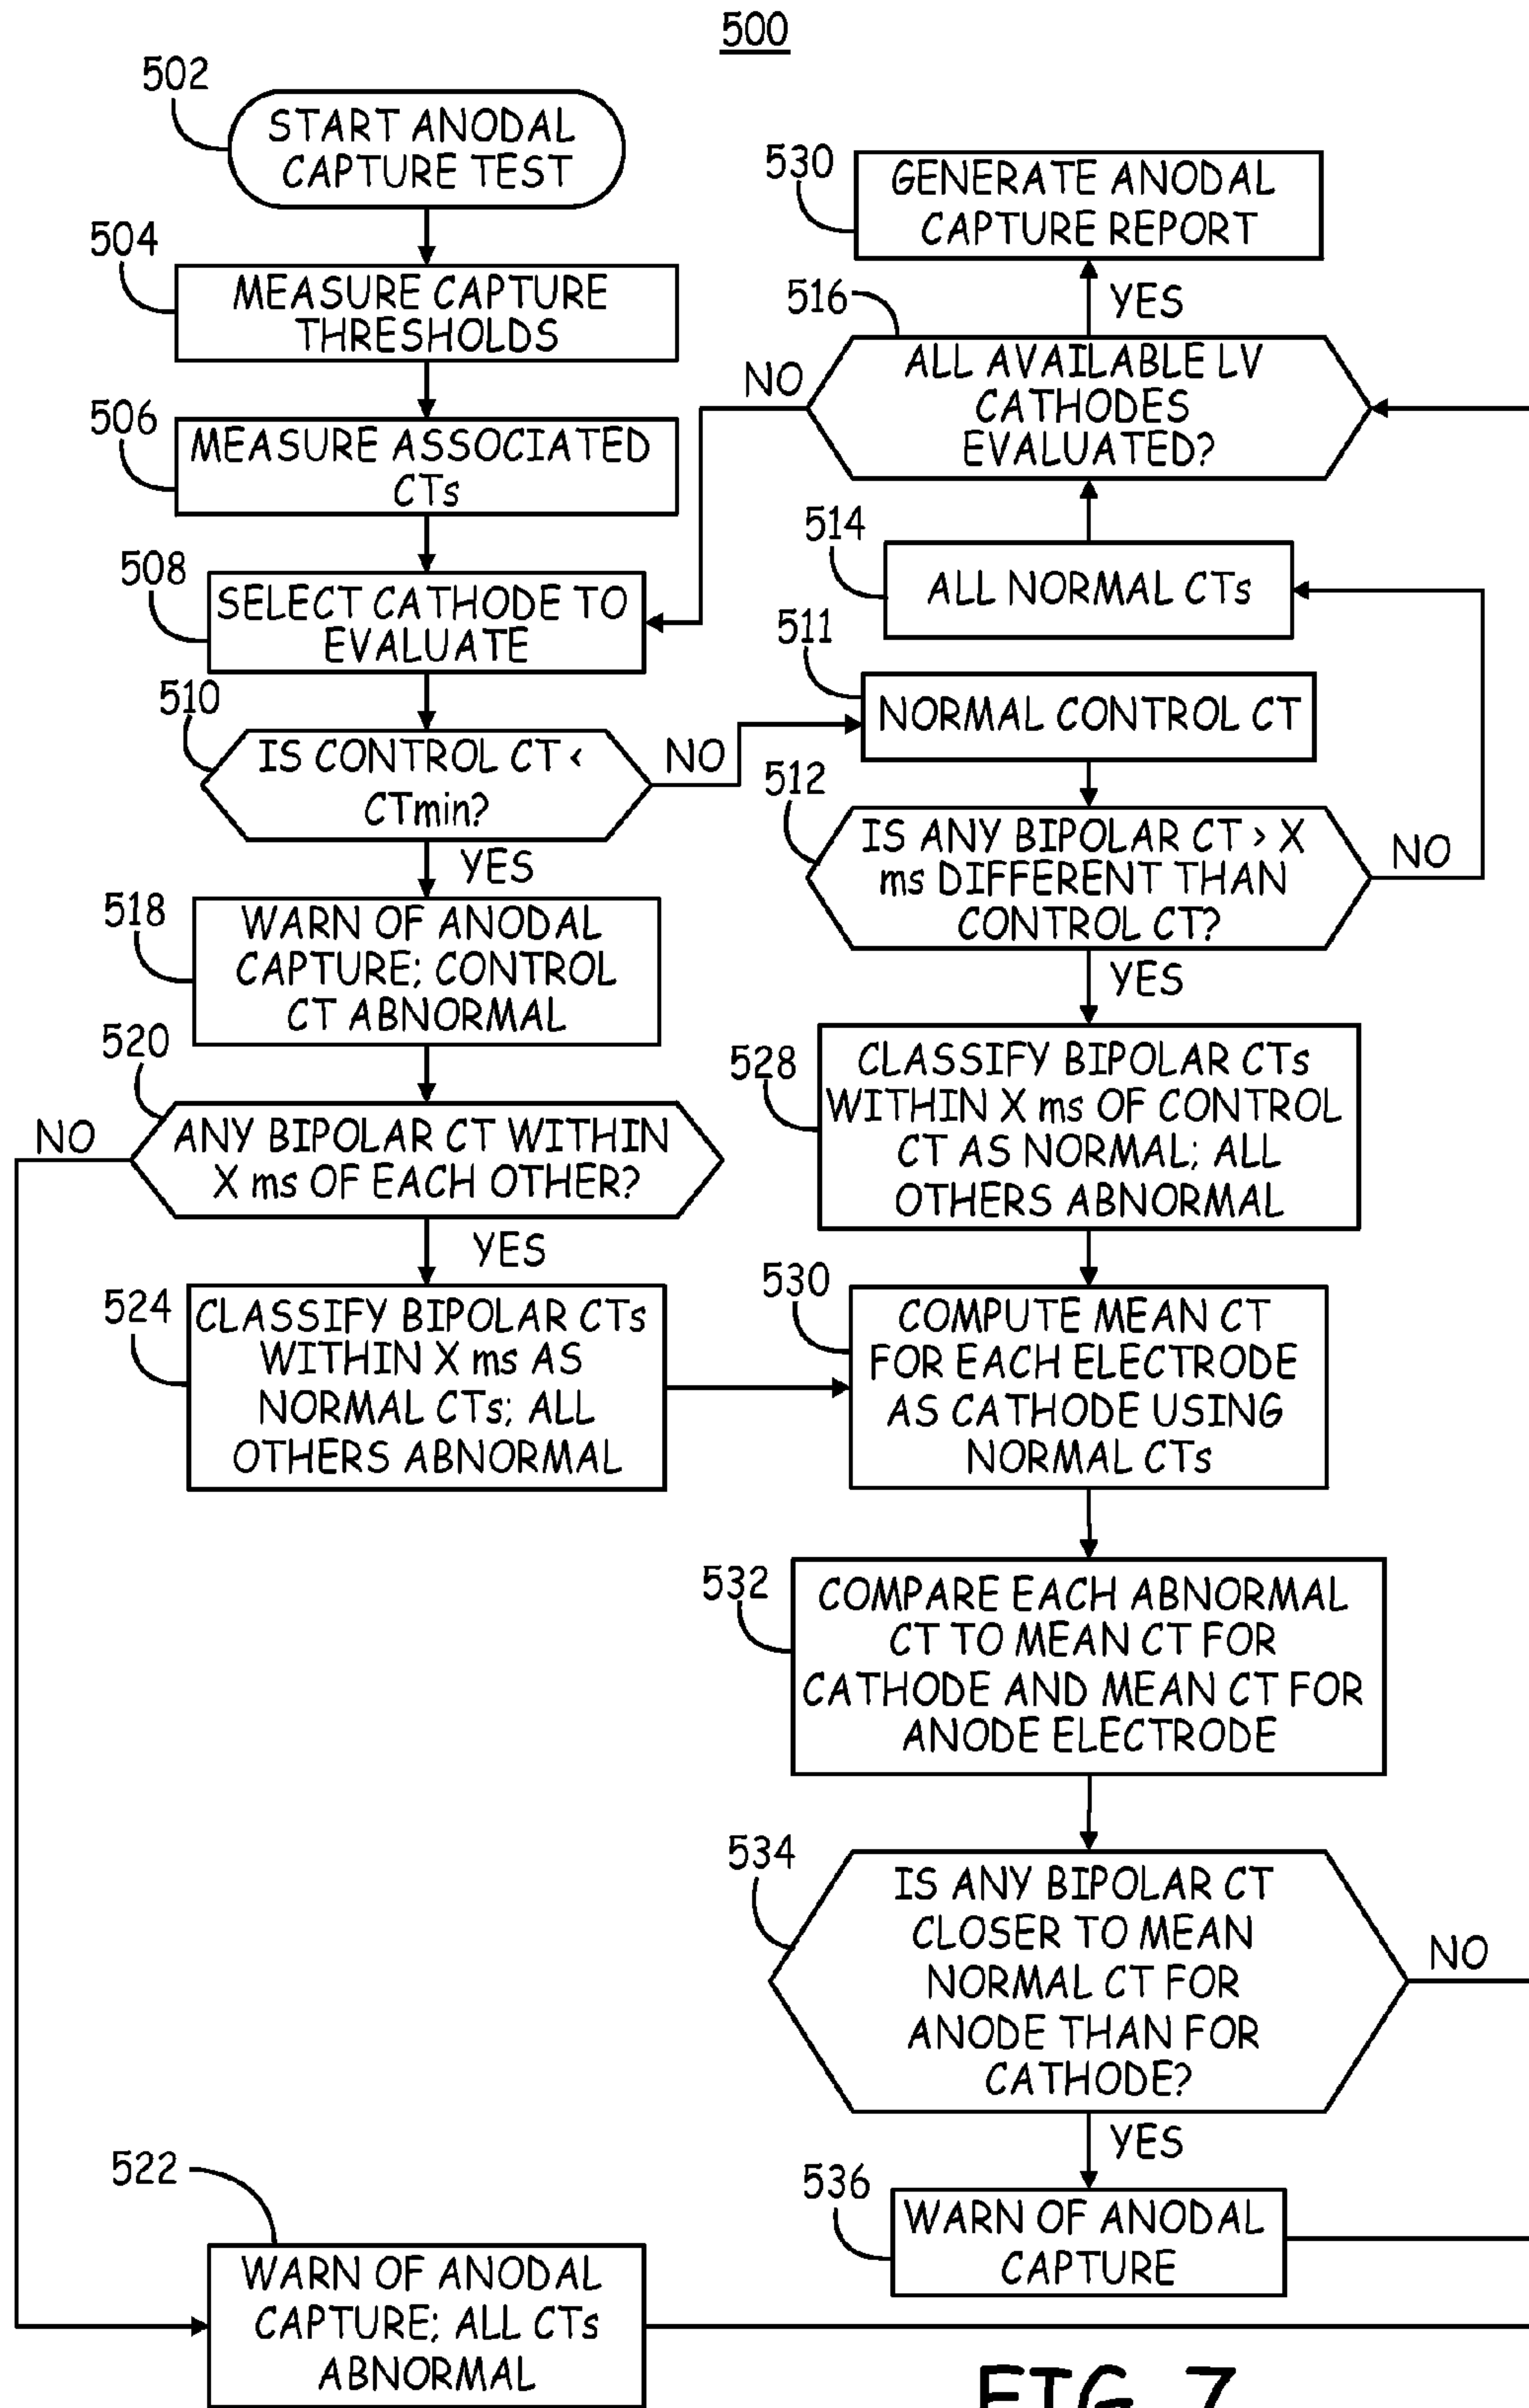 500
502
START ANODAL
CAPTURE TEST
504
MEASURE CAPTURE
THRESHOLDS
506
MEASURE ASSOCIATED
CTs
508
SELECT CATHODE TO
EVALUATE
510
IS CONTROL CT <
CTmin?
NO
YES
518
WARN OF ANODAL
CAPTURE; CONTROL
CT ABNORMAL
520
NO
ANY BIPOLAR CT WITHIN
X ms OF EACH OTHER?
YES
524
CLASSIFY BIPOLAR CTs
WITHIN X ms AS
NORMAL CTs; ALL
OTHERS ABNORMAL
522
WARN OF ANODAL
CAPTURE; ALL CTs
ABNORMAL
530
GENERATE ANODAL
CAPTURE REPORT
516
YES
NO
ALL AVAILABLE LV
CATHODES
EVALUATED?
514
ALL NORMAL CTs
511
NORMAL CONTROL CT
512
IS ANY BIPOLAR CT > X
ms DIFFERENT THAN
CONTROL CT?
NO
YES
528
CLASSIFY BIPOLAR CTs
WITHIN X ms OF CONTROL
CT AS NORMAL; ALL
OTHERS ABNORMAL
530
COMPUTE MEAN CT
FOR EACH ELECTRODE
AS CATHODE USING
NORMAL CTs
532
COMPARE EACH ABNORMAL
CT TO MEAN CT FOR
CATHODE AND MEAN CT FOR
ANODE ELECTRODE
534
IS ANY BIPOLAR CT
CLOSER TO MEAN
NORMAL CT FOR
ANODE THAN FOR
CATHODE?
NO
YES
536
WARN OF ANODAL
CAPTURE
FIG. 7